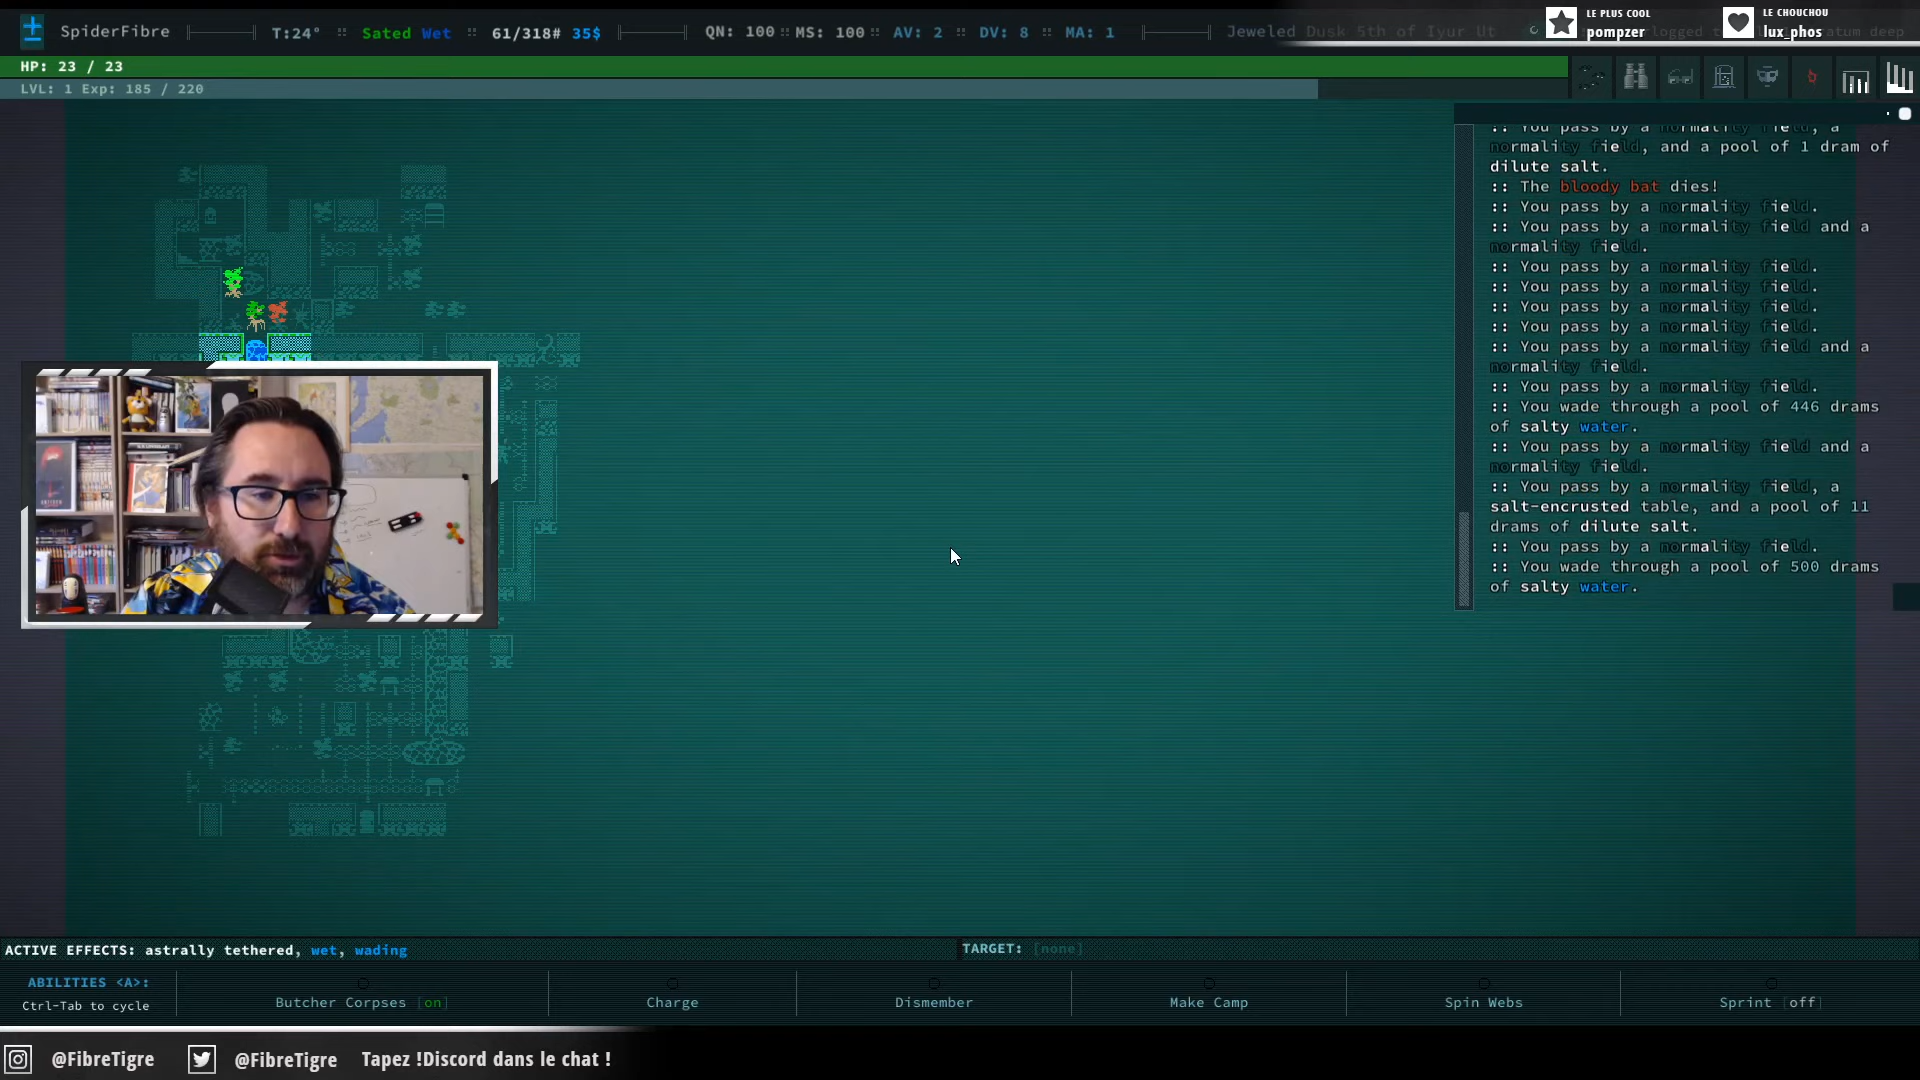 SpiderFibre
T:24° :: Sated Wet :: 61/318# 35$
QN: 100 :: MS: 100 :: AV: 2 :: DV: 8 :: MA: 1
Jeweled Dusk 5th of Iyur Ut
LE PLUS COOL
pompzer
LE CHOUCHOU
lux_phos
HP: 23 / 23
LVL: 1 Exp: 185 / 220
:: You pass by a normality field, a
normality field, and a pool of 1 dram of
dilute salt.
:: The bloody bat dies!
:: You pass by a normality field.
:: You pass by a normality field and a
normality field.
:: You pass by a normality field.
:: You pass by a normality field.
:: You pass by a normality field.
:: You pass by a normality field.
:: You pass by a normality field and a
normality field.
:: You pass by a normality field.
:: You wade through a pool of 446 drams
of salty water.
:: You pass by a normality field and a
normality field.
:: You pass by a normality field, a
salt-encrusted table, and a pool of 11
drams of dilute salt.
:: You pass by a normality field.
:: You wade through a pool of 500 drams
of salty water.
ACTIVE EFFECTS: astrally tethered, wet, wading
TARGET: [none]
ABILITIES <A>:
Ctrl-Tab to cycle
Butcher Corpses [on]
Charge
Dismember
Make Camp
Spin Webs
Sprint [off]
@FibreTigre
@FibreTigre
Tapez !Discord dans le chat !